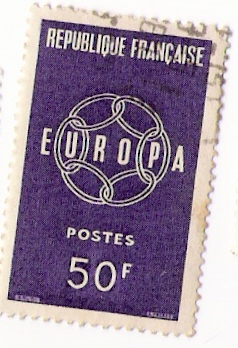 REPUBLIQUE FRANÇAISE
EUROPA
POSTES
50F